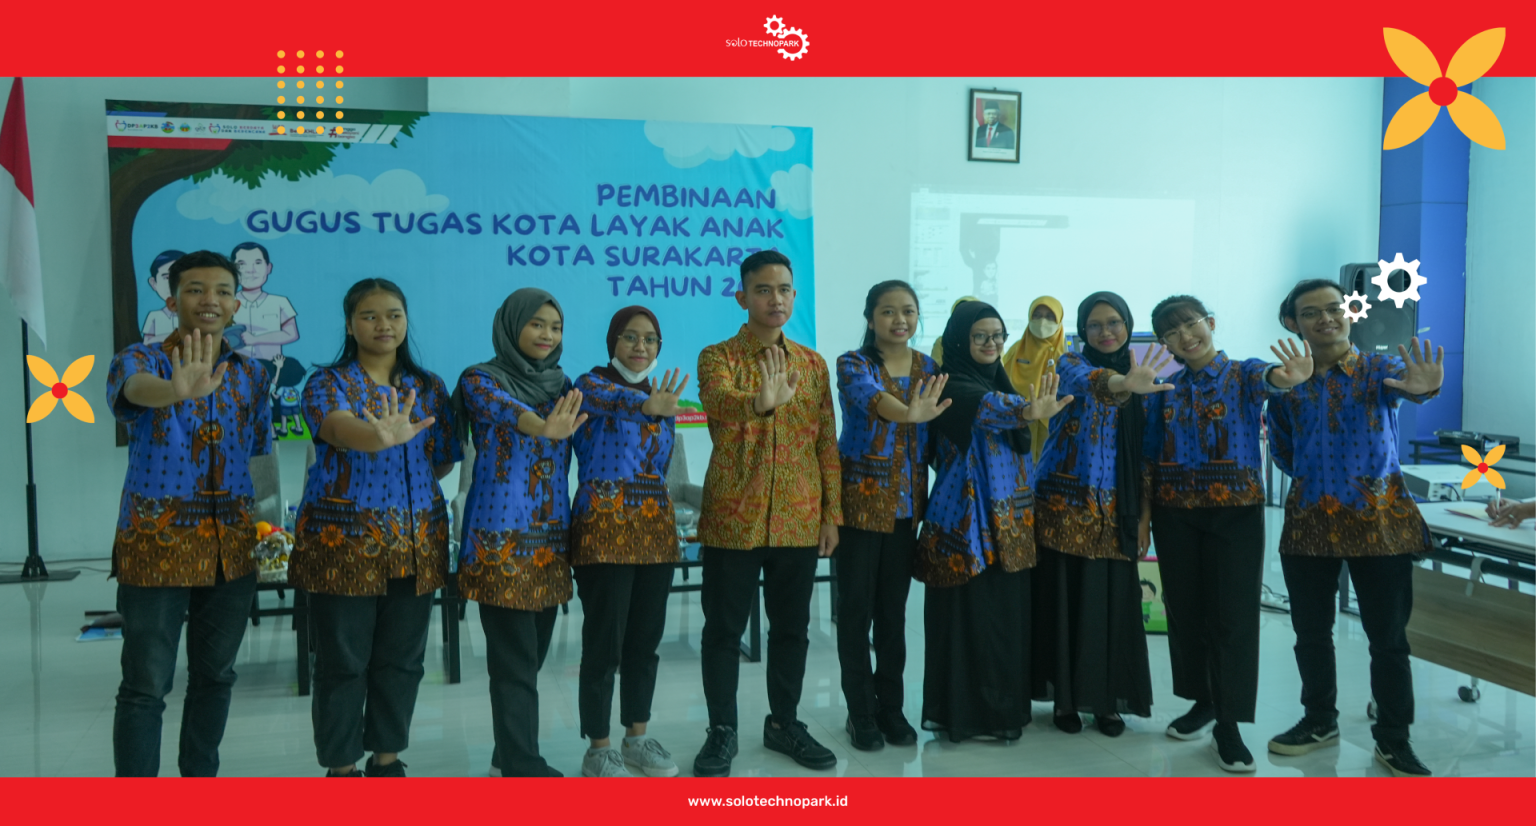 solo TECHNOPARK
PEMBINAAN
GUGUS TUGAS KOTA LAYAK ANAK
KOTA SURAKARTA
TAHUN
www.solotechnopark.id